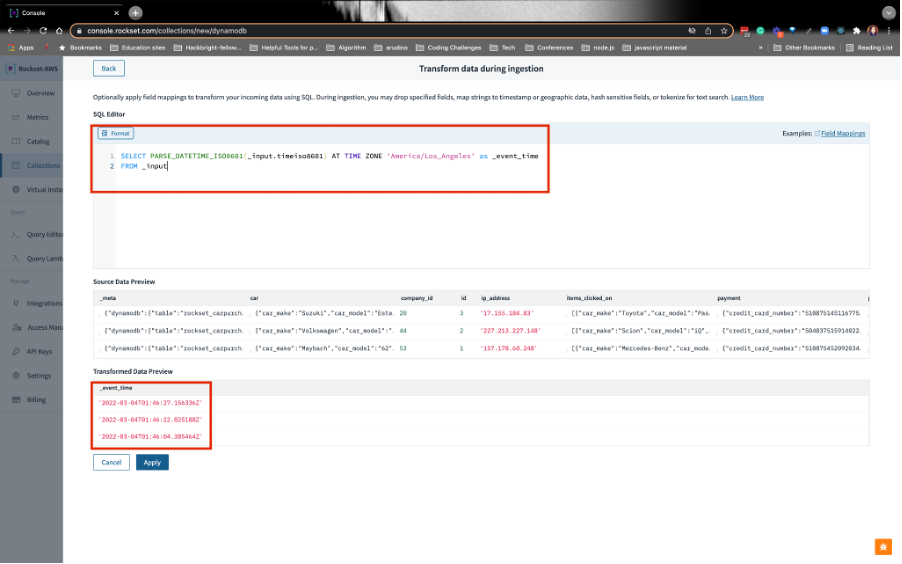 Console
console.rockset.com/collections/new/dynamodb
23
Apps
Bookmarks
Education sites
Hackbright-fellow...
Helpful Tools for p...
Algorithm
arudino
Coding Challenges
Tech
Conferences
node.js
javascript material
»
Other Bookmarks
Reading List
Rockset-AWS
Overview
Metrics
Catalog
Collections
Virtual Insta
Query
Query Editor
Query Lamb
Manage
Integrations
Access Mana
API Keys
Settings
Billing
Back
Transform data during ingestion
Optionally apply field mappings to transform your incoming data using SQL. During ingestion, you may drop specified fields, map strings to timestamp or geographic data, hash sensitive fields, or tokenize for text search. Learn More
SQL Editor
Format
Examples: Field Mappings
1 SELECT PARSE_DATETIME_ISO8601(_input.timeiso8601) AT TIME ZONE 'America/Los_Angeles' as _event_time
2 FROM _input
Source Data Preview
_meta car company_id id ip_address items_clicked_on payment
{"dynamodb":{"table":"rockset_carpurch. {"car_make":"Suzuki","car_model":"Este. 20 3 '17.155.184.83' [{"car_make":"Toyota","car_model":"Pas. {"credit_card_number":"510875145116775.
{"dynamodb":{"table":"rockset_carpurch. {"car_make":"Volkswagen","car_model":". 44 2 '227.213.227.148' [{"car_make":"Scion","car_model":"iQ",. {"credit_card_number":"504837515914022.
{"dynamodb":{"table":"rockset_carpurch. {"car_make":"Maybach","car_model":"62". 53 1 '157.178.60.248' [{"car_make":"Mercedes-Benz","car_mode. {"credit_card_number":"510875452092034.
Transformed Data Preview
_event_time
'2022-03-04T01:46:27.156336Z'
'2022-03-04T01:46:22.825188Z'
'2022-03-04T01:46:04.385464Z'
Cancel
Apply